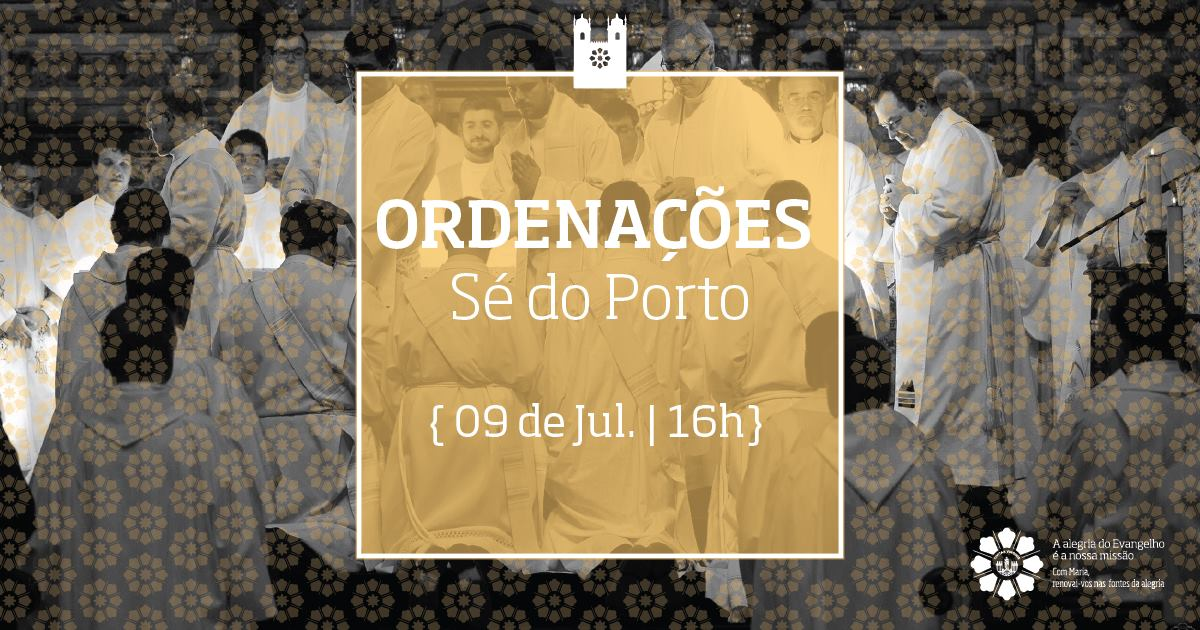 ORDENAÇÕES
Sé do Porto
{ 09 de Jul. | 16h }
A alegria do Evangelho
é a nossa missão
Com Maria,
renovai-vos nas fontes da alegria